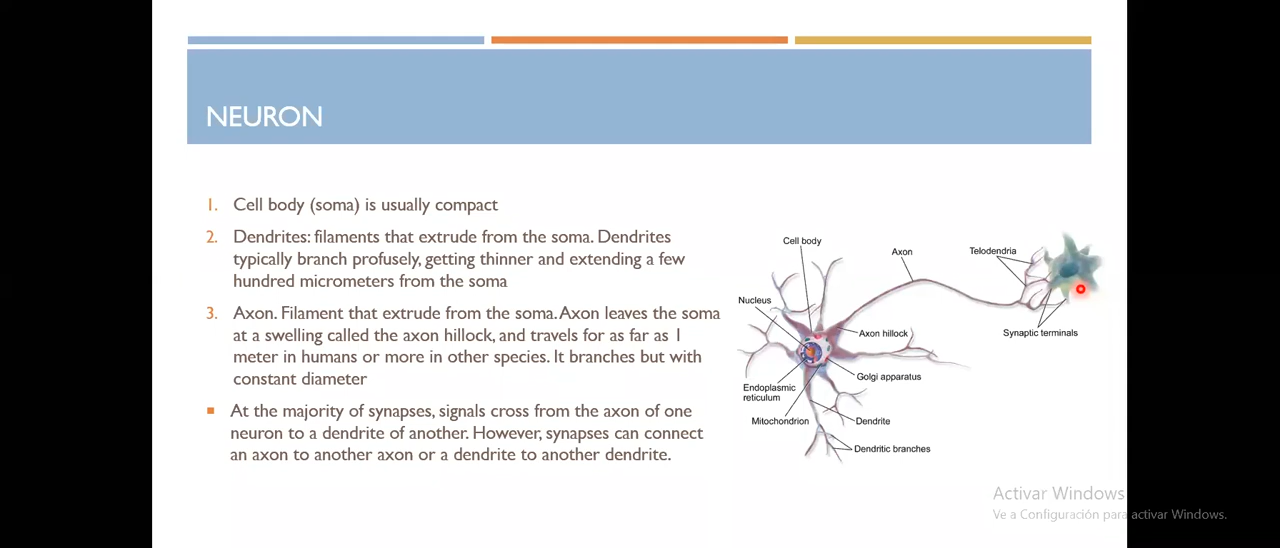 NEURON
1. Cell body (soma) is usually compact
2. Dendrites: filaments that extrude from the soma. Dendrites
typically branch profusely, getting thinner and extending a few
hundred micrometers from the soma
3. Axon. Filament that extrude from the soma. Axon leaves the soma
at a swelling called the axon hillock, and travels for as far as 1
meter in humans or more in other species. It branches but with
constant diameter
■ At the majority of synapses, signals cross from the axon of one
neuron to a dendrite of another. However, synapses can connect
an axon to another axon or a dendrite to another dendrite.
Cell body
Axon
Telodendria
Nucleus
Axon hillock
Synaptic terminals
Golgi apparatus
Endoplasmic
reticulum
Mitochondrion
Dendrite
Dendritic branches
Activar Windows
Ve a Configuración para activar Windows.